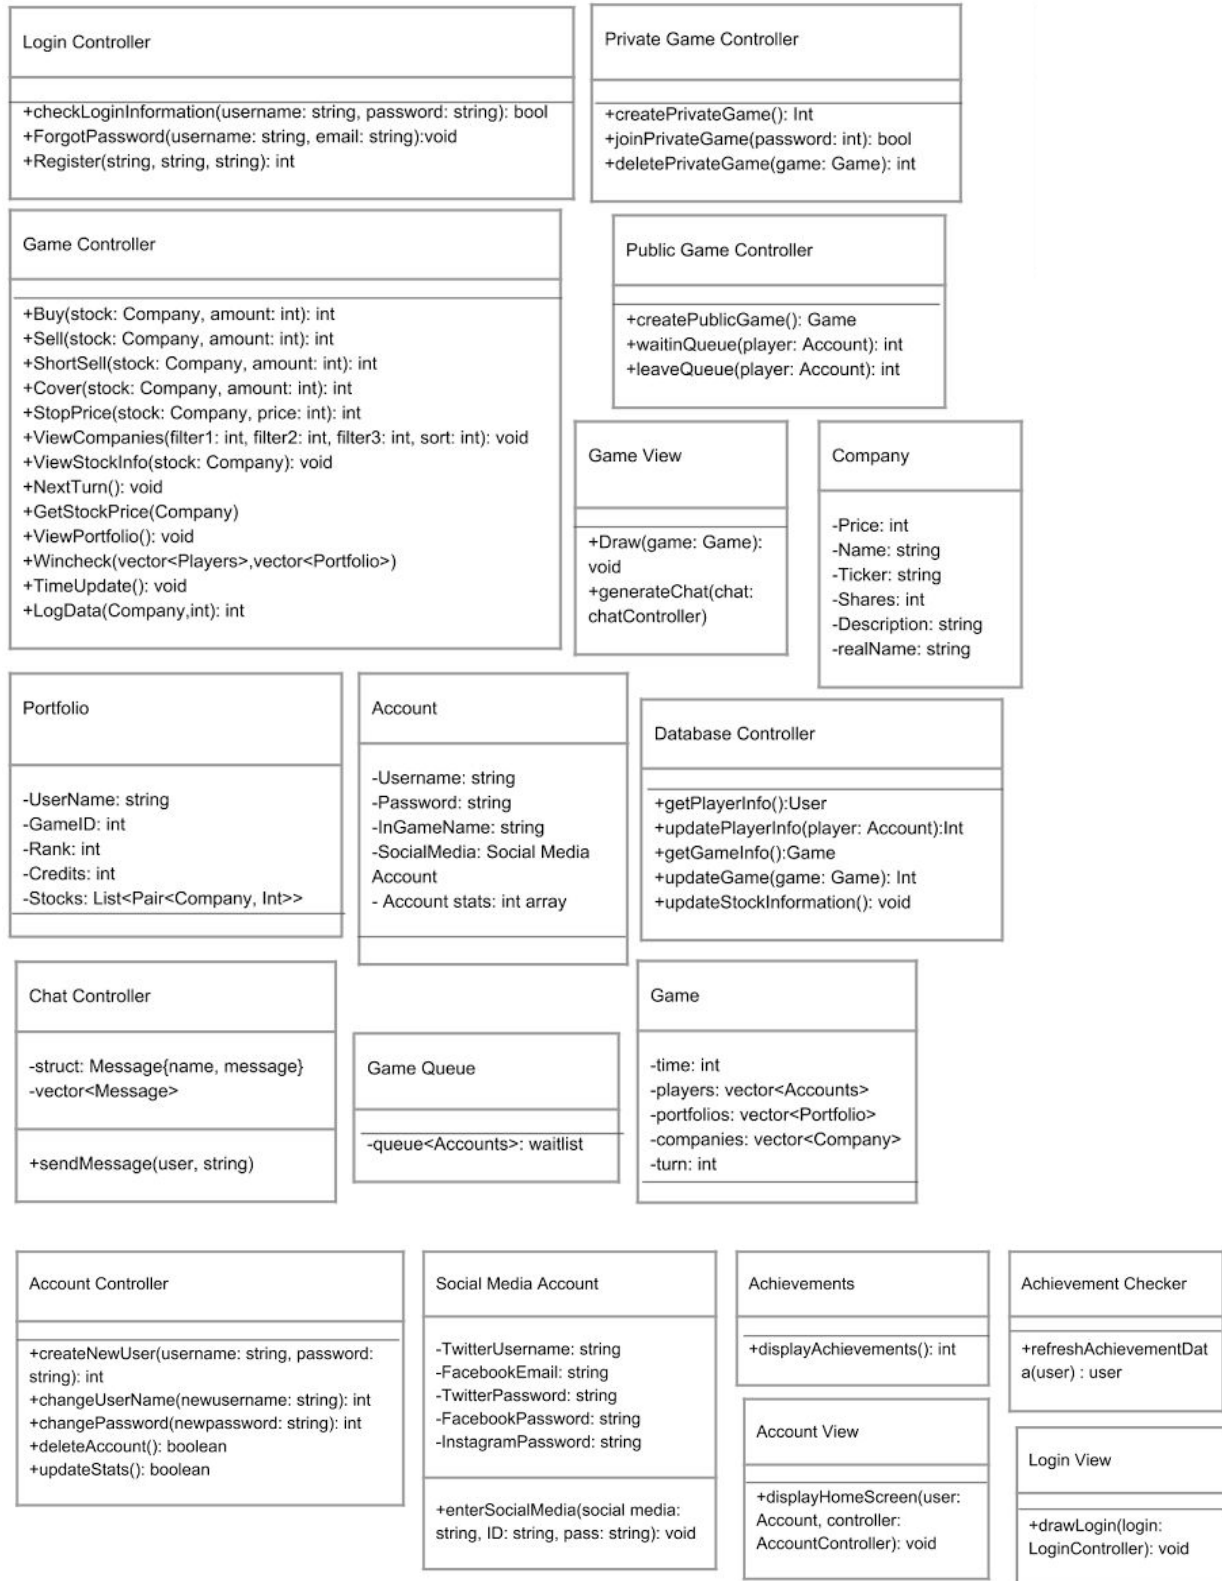 Login Controller
+checkLoginInformation(username: string, password: string): bool
+ForgotPassword(username: string, email: string):void
+Register(string, string, string): int
Private Game Controller
+createPrivateGame(): Int
+joinPrivateGame(password: int): bool
+deletePrivateGame(game: Game): int
Game Controller
+Buy(stock: Company, amount: int): int
+Sell(stock: Company, amount: int): int
+ShortSell(stock: Company, amount: int): int
+Cover(stock: Company, amount: int): int
+StopPrice(stock: Company, price: int): int
+ViewCompanies(filter1: int, filter2: int, filter3: int, sort: int): void
+ViewStockInfo(stock: Company): void
+NextTurn(): void
+GetStockPrice(Company)
+ViewPortfolio(): void
+Wincheck(vector<Players>,vector<Portfolio>)
+TimeUpdate(): void
+LogData(Company,int): int
Public Game Controller
+createPublicGame(): Game
+waitinQueue(player: Account): int
+leaveQueue(player: Account): int
Game View
+Draw(game: Game):
void
+generateChat(chat:
chatController)
Company
-Price: int
-Name: string
-Ticker: string
-Shares: int
-Description: string
-realName: string
Portfolio
-UserName: string
-GameID: int
-Rank: int
-Credits: int
-Stocks: List<Pair<Company, Int>>
Account
-Username: string
-Password: string
-InGameName: string
-SocialMedia: Social Media
Account
- Account stats: int array
Database Controller
+getPlayerInfo():User
+updatePlayerInfo(player: Account):Int
+getGameInfo():Game
+updateGame(game: Game): Int
+updateStockInformation(): void
Chat Controller
-struct: Message{name, message}
-vector<Message>
+sendMessage(user, string)
Game Queue
-queue<Accounts>: waitlist
Game
-time: int
-players: vector<Accounts>
-portfolios: vector<Portfolio>
-companies: vector<Company>
-turn: int
Account Controller
+createNewUser(username: string, password:
string): int
+changeUserName(newusername: string): int
+changePassword(newpassword: string): int
+deleteAccount(): boolean
+updateStats(): boolean
Social Media Account
-TwitterUsername: string
-FacebookEmail: string
-TwitterPassword: string
-FacebookPassword: string
-InstagramPassword: string
+enterSocialMedia(social media:
string, ID: string, pass: string): void
Achievements
+displayAchievements(): int
Achievement Checker
+refreshAchievementDat
a(user) : user
Account View
+displayHomeScreen(user:
Account, controller:
AccountController): void
Login View
+drawLogin(login:
LoginController): void